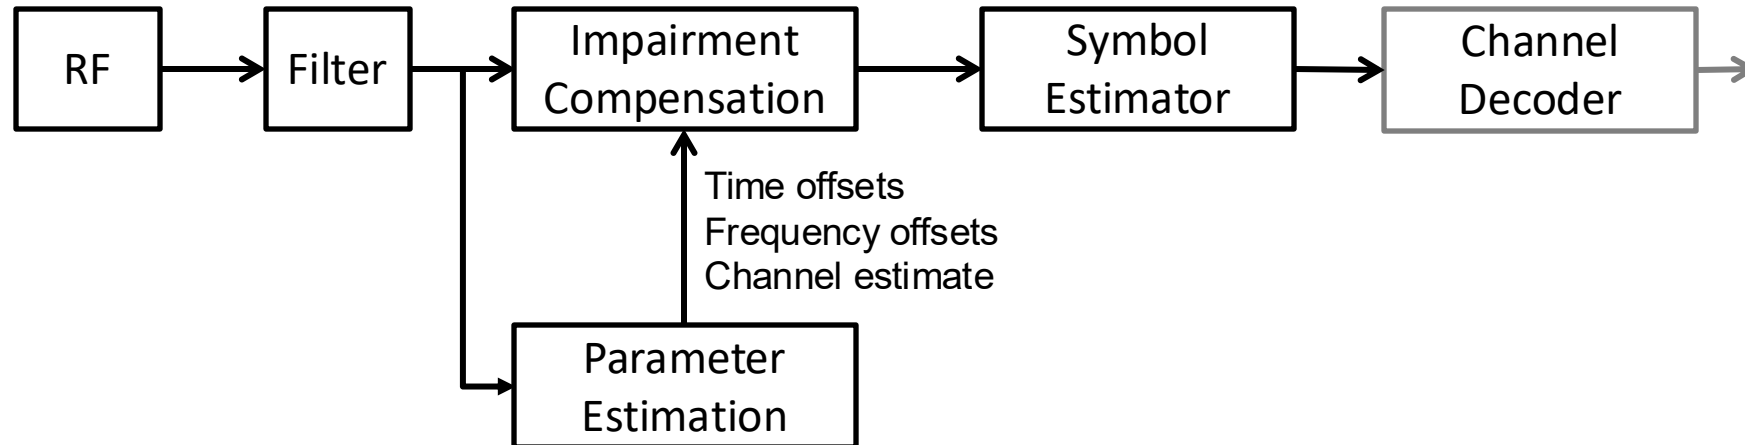 RF
Filter
Impairment
Compensation
Symbol
Estimator
Channel
Decoder
Time offsets
Frequency offsets
Channel estimate
Parameter
Estimation